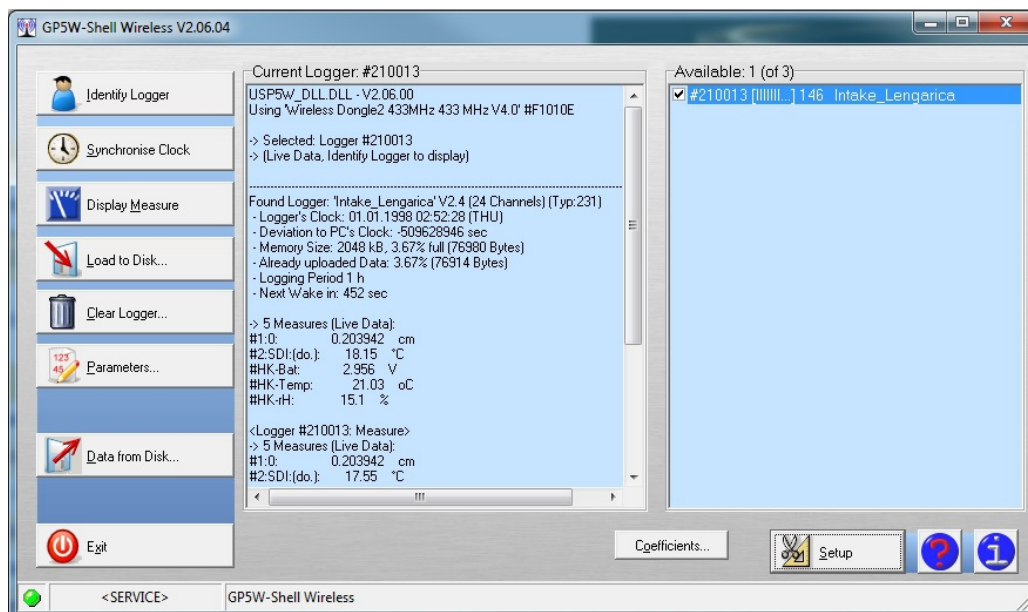 GP5W-Shell Wireless V2.06.04
Identify Logger
Synchronise Clock
Display Measure
Load to Disk...
Clear Logger...
123
45
Parameters...
Data from Disk...
Exit
Current Logger: #210013
USP5W_DLL.DLL - V2.06.00
Using 'Wireless Dongle2 433MHz 433 MHz V4.0' #F1010E
-> Selected: Logger #210013
-> (Live Data, Identify Logger to display)
Found Logger: 'Intake_Lengarica' V2.4 (24 Channels) (Typ:231)
- Logger's Clock: 01.01.1998 02:52:28 (THU)
- Deviation to PC's Clock: -509628946 sec
- Memory Size: 2048 kB, 3.67% full (76980 Bytes)
- Already uploaded Data: 3.67% (76914 Bytes)
- Logging Period 1 h
- Next Wake in: 452 sec
-> 5 Measures (Live Data):
#1:0: 0.203942 cm
#2:SDI:(do.): 18.15 °C
#HK-Bat: 2.956 V
#HK-Temp: 21.03 oC
#HK-rH: 15.1 %
<Logger #210013: Measure>
-> 5 Measures (Live Data):
#1:0: 0.203942 cm
#2:SDI:(do.): 17.55 °C
Available: 1 (of 3)
#210013 [IIIIIII...] 146 Intake_Lengarica
Coefficients...
Setup
?
i
<SERVICE>
GP5W-Shell Wireless